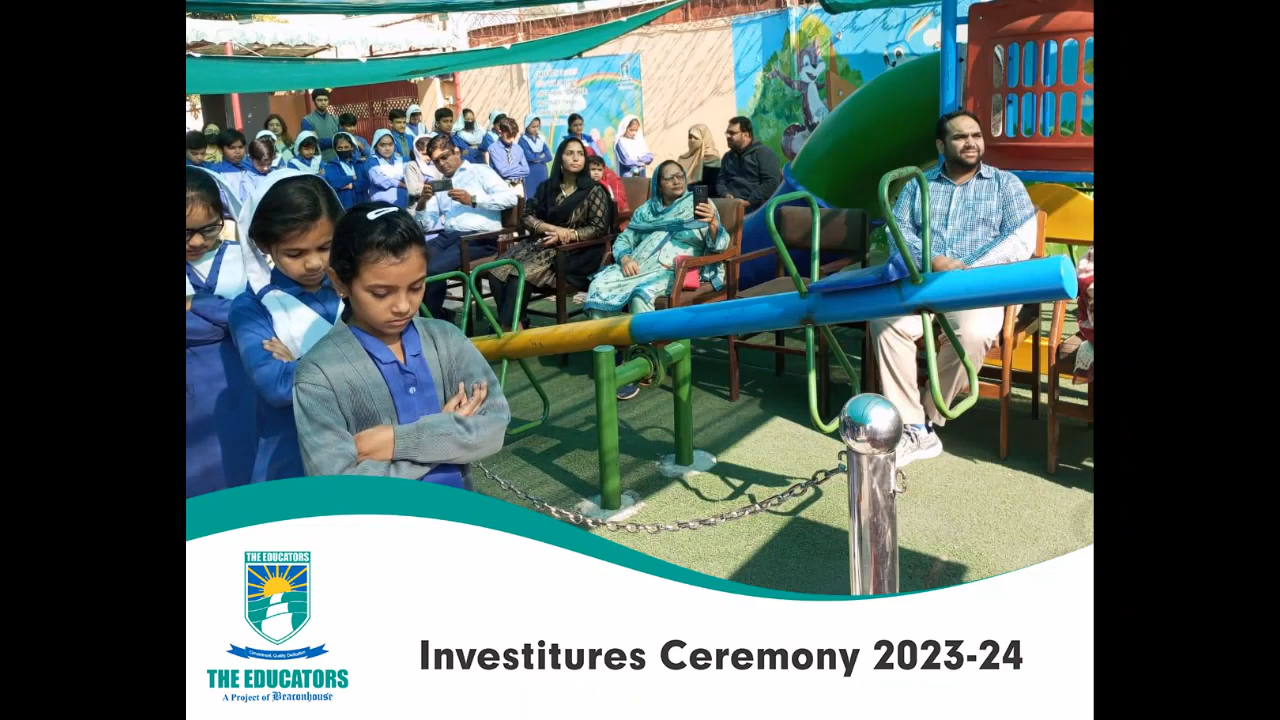 THE EDUCATORS
THE EDUCATORS
A Project of Beaconhouse
Investitures Ceremony 2023-24